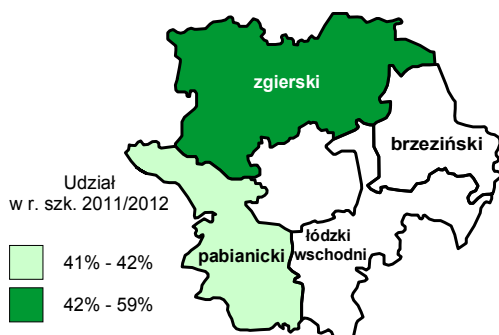 zgierski
brzeziński
Udział
w r. szk. 2011/2012
łódzki
wschodni
pabianicki
41% - 42%
42% - 59%